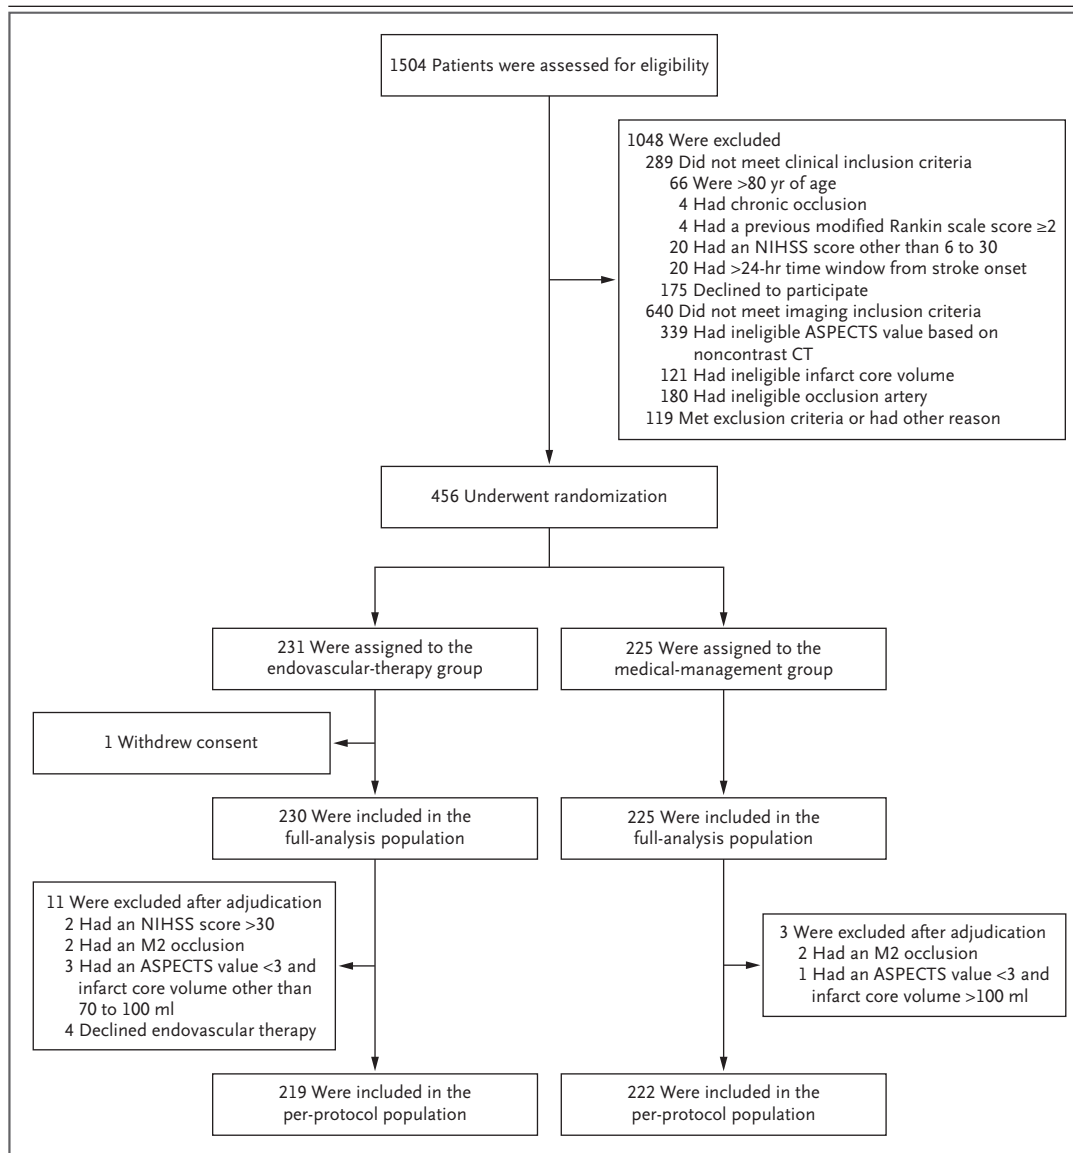 1504 Patients were assessed for eligibility
1048 Were excluded
289 Did not meet clinical inclusion criteria
66 Were >80 yr of age
4 Had chronic occlusion
4 Had a previous modified Rankin scale score ≥2
20 Had an NIHSS score other than 6 to 30
20 Had >24-hr time window from stroke onset
175 Declined to participate
640 Did not meet imaging inclusion criteria
339 Had ineligible ASPECTS value based on
noncontrast CT
121 Had ineligible infarct core volume
180 Had ineligible occlusion artery
119 Met exclusion criteria or had other reason
456 Underwent randomization
231 Were assigned to the
endovascular-therapy group
225 Were assigned to the
medical-management group
1 Withdrew consent
230 Were included in the
full-analysis population
225 Were included in the
full-analysis population
11 Were excluded after adjudication
2 Had an NIHSS score >30
2 Had an M2 occlusion
3 Had an ASPECTS value <3 and
infarct core volume other than
70 to 100 ml
4 Declined endovascular therapy
3 Were excluded after adjudication
2 Had an M2 occlusion
1 Had an ASPECTS value <3 and
infarct core volume >100 ml
219 Were included in the
per-protocol population
222 Were included in the
per-protocol population